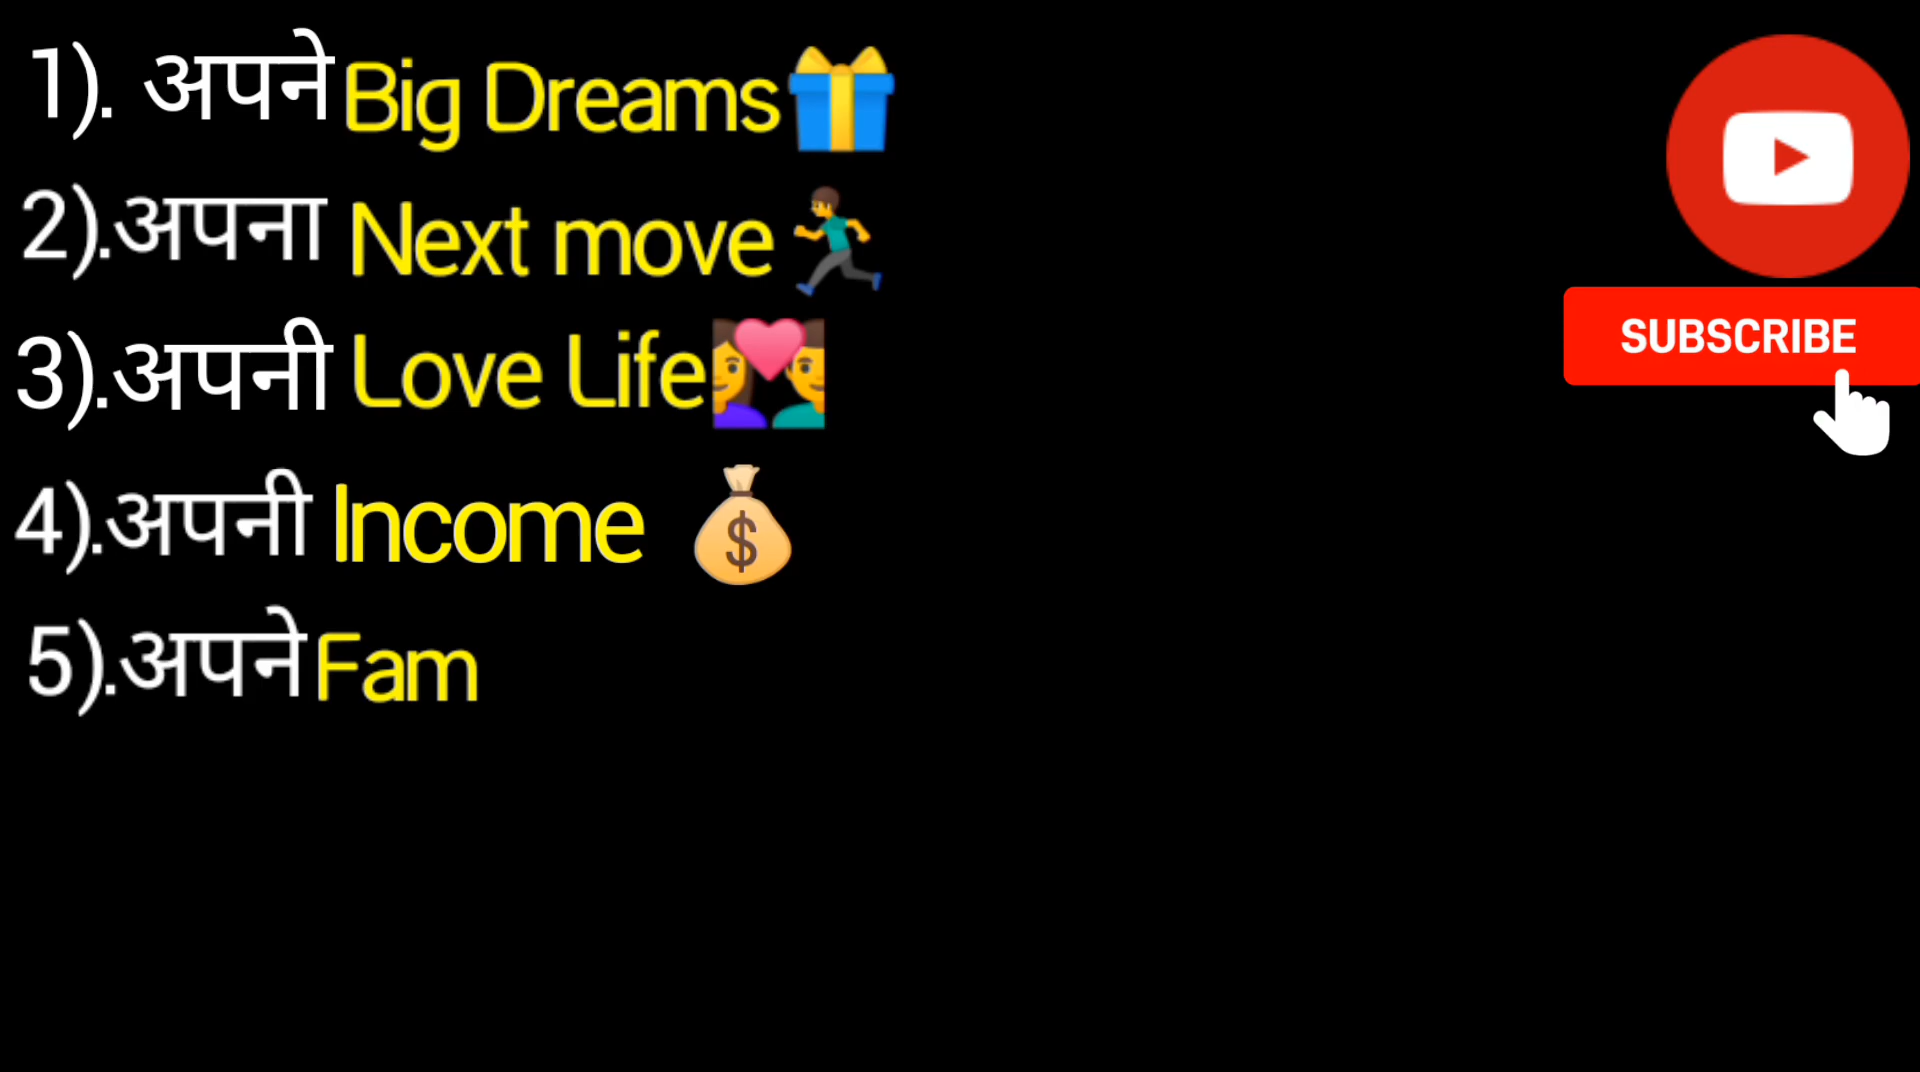 1). अपने Big Dreams🎁
2).अपना Next move🏃‍♂️
3).अपनी Love Life👩‍❤️‍👨
4).अपनी Income 💰
5).अपने Fam
SUBSCRIBE